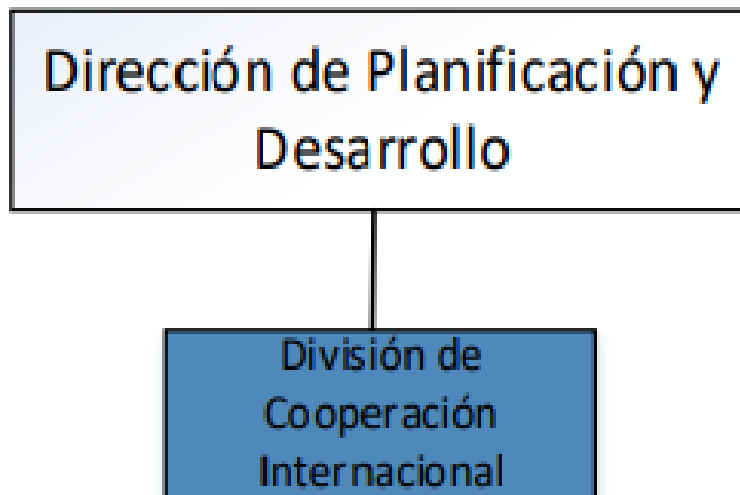 Dirección de Planificación y
Desarrollo
División de
Cooperación
Internacional